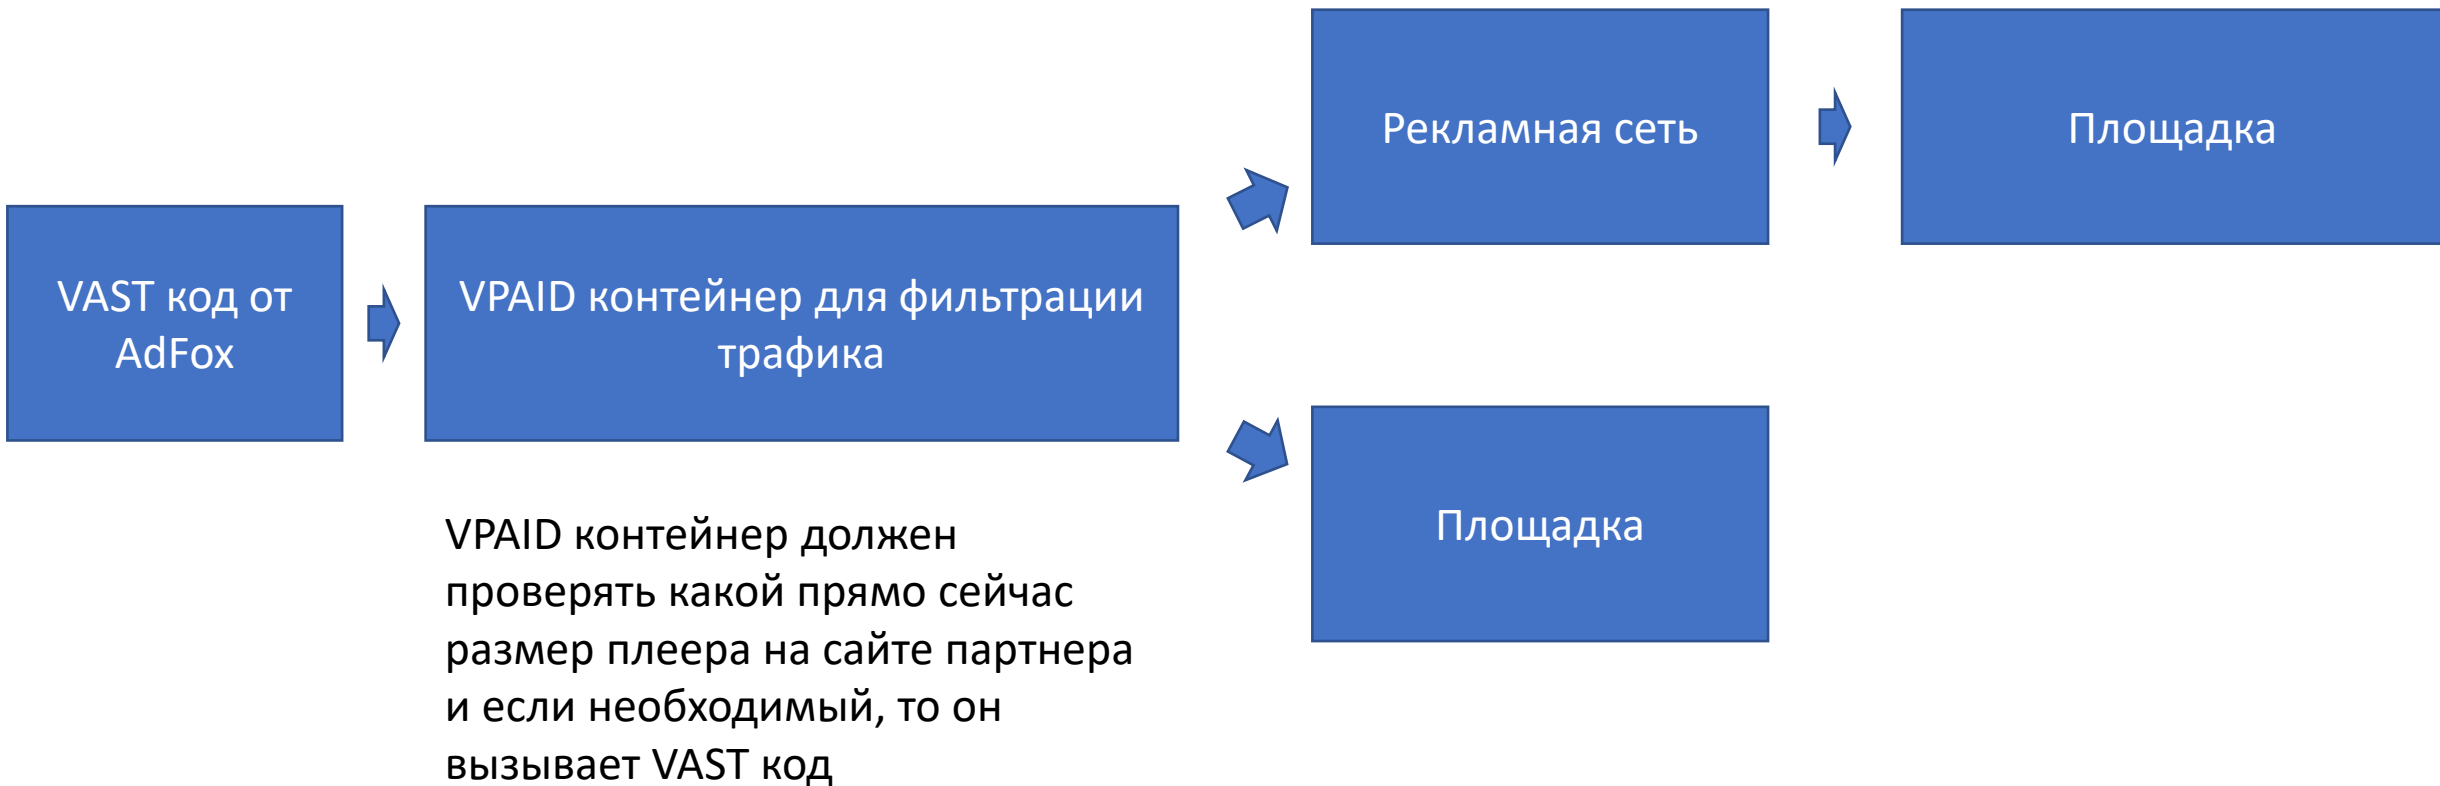 Рекламная сеть
Площадка
VAST код от
AdFox
VPAID контейнер для фильтрации
трафика
Площадка
VPAID контейнер должен
проверять какой прямо сейчас
размер плеера на сайте партнера
и если необходимый, то он
вызывает VAST код